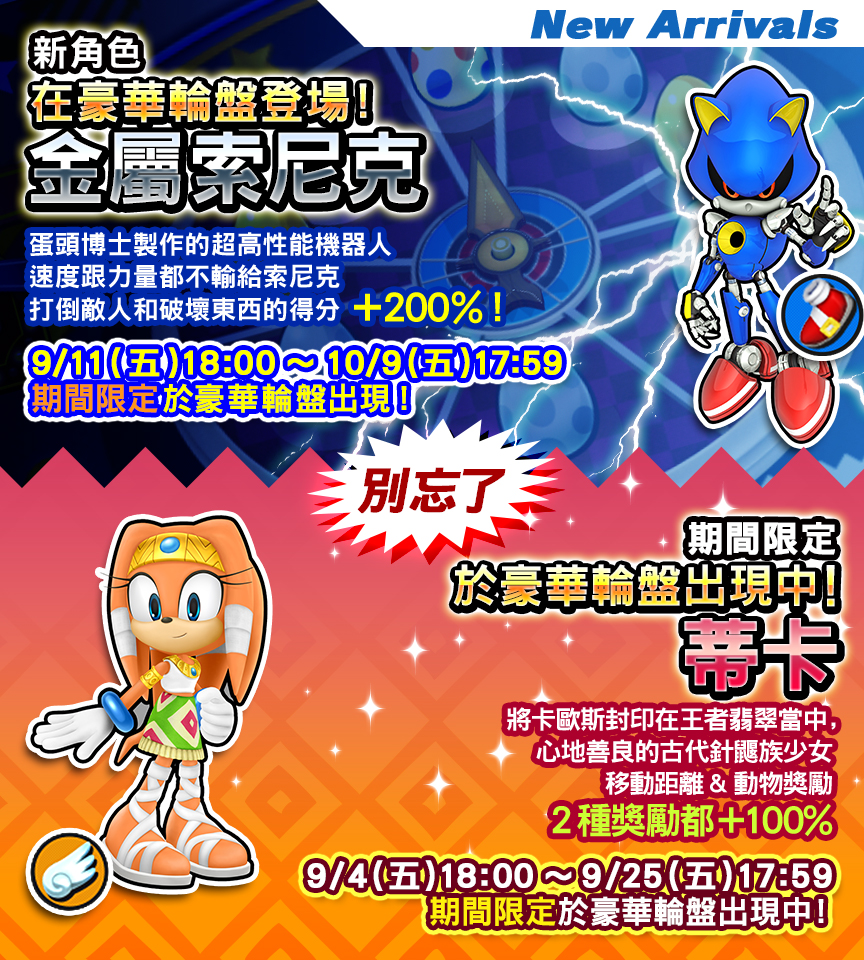 New Arrivals
新角色
在豪華輪盤登場!
金屬索尼克
蛋頭博士製作的超高性能機器人
速度跟力量都不輸給索尼克
打倒敵人和破壞東西的得分 +200%!
9/11(五)18:00~10/9(五)17:59
期間限定於豪華輪盤出現!
別忘了
期間限定
於豪華輪盤出現中!
蒂卡
將卡歐斯封印在王者翡翠當中,
心地善良的古代針鼴族少女
移動距離 & 動物獎勵
2種獎勵都+100%
9/4(五)18:00~9/25(五)17:59
期間限定於豪華輪盤出現中!